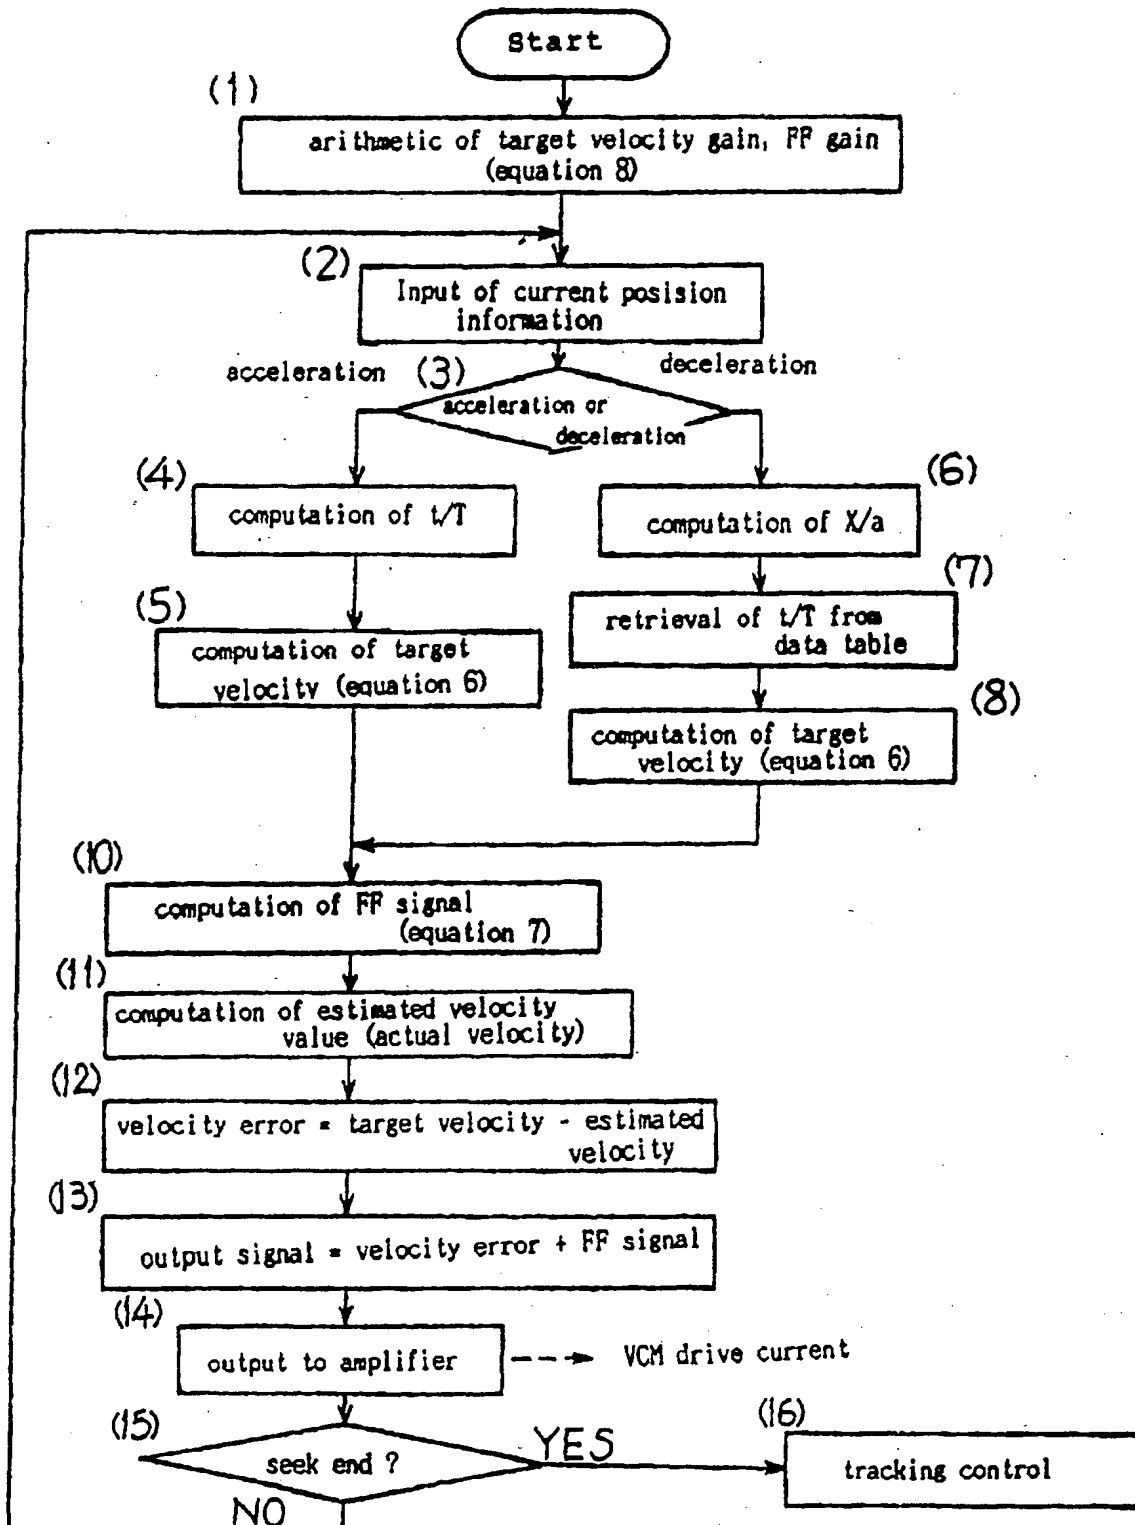 Start
(1)
arithmetic of target velocity gain, FF gain
(equation 8)
(2)
Input of current posision
information
acceleration
(3)
deceleration
acceleration or
deceleration
(4)
computation of t/T
(6)
computation of X/a
(5)
computation of target
velocity (equation 6)
(7)
retrieval of t/T from
data table
(8)
computation of target
velocity (equation 6)
(10)
computation of FF signal
(equation 7)
(11)
computation of estimated velocity
value (actual velocity)
(12)
velocity error = target velocity - estimated
velocity
(13)
output signal = velocity error + FF signal
(14)
output to amplifier
VCM drive current
(15)
seek end ?
YES
(16)
tracking control
NO